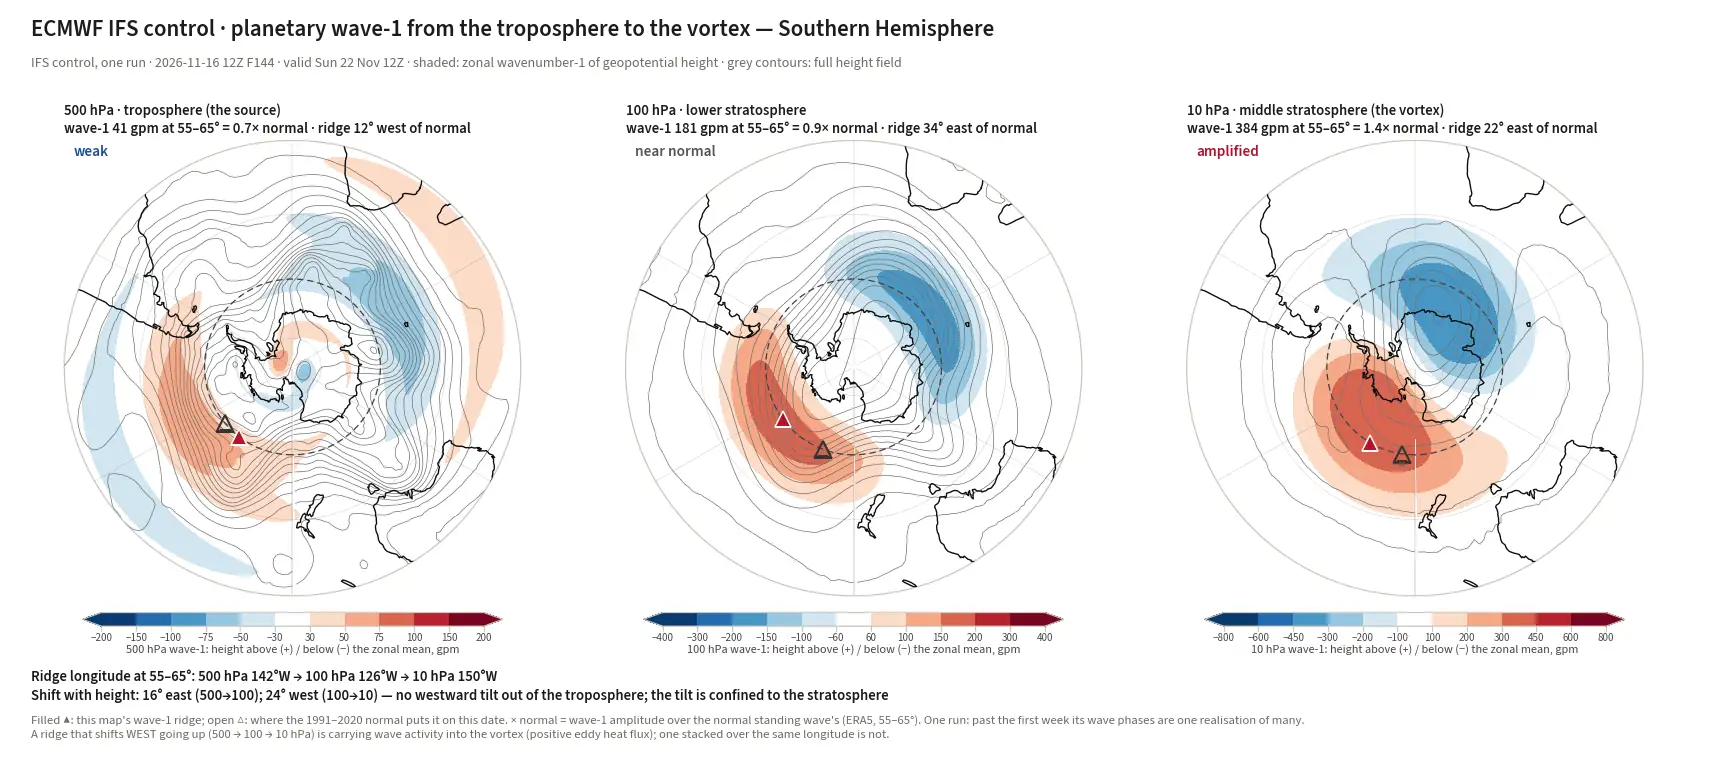 ECMWF IFS control · planetary wave-1 from the troposphere to the vortex — Southern Hemisphere
IFS control, one run · 2026-11-16 12Z F144 · valid Sun 22 Nov 12Z · shaded: zonal wavenumber-1 of geopotential height · grey contours: full height field
500 hPa · troposphere (the source)
wave-1 41 gpm at 55–65° = 0.7× normal · ridge 12° west of normal
weak
100 hPa · lower stratosphere
wave-1 181 gpm at 55–65° = 0.9× normal · ridge 34° east of normal
near normal
10 hPa · middle stratosphere (the vortex)
wave-1 384 gpm at 55–65° = 1.4× normal · ridge 22° east of normal
amplified
−200 −150 −100 −75 −50 −30 30 50 75 100 150 200
500 hPa wave-1: height above (+) / below (−) the zonal mean, gpm
−400 −300 −200 −150 −100 −60 60 100 150 200 300 400
100 hPa wave-1: height above (+) / below (−) the zonal mean, gpm
−800 −600 −450 −300 −200 −100 100 200 300 450 600 800
10 hPa wave-1: height above (+) / below (−) the zonal mean, gpm
Ridge longitude at 55–65°: 500 hPa 142°W → 100 hPa 126°W → 10 hPa 150°W
Shift with height: 16° east (500→100); 24° west (100→10) — no westward tilt out of the troposphere; the tilt is confined to the stratosphere
Filled ▲: this map's wave-1 ridge; open △: where the 1991–2020 normal puts it on this date. × normal = wave-1 amplitude over the normal standing wave's (ERA5, 55–65°). One run: past the first week its wave phases are one realisation of many.
A ridge that shifts WEST going up (500 → 100 → 10 hPa) is carrying wave activity into the vortex (positive eddy heat flux); one stacked over the same longitude is not.